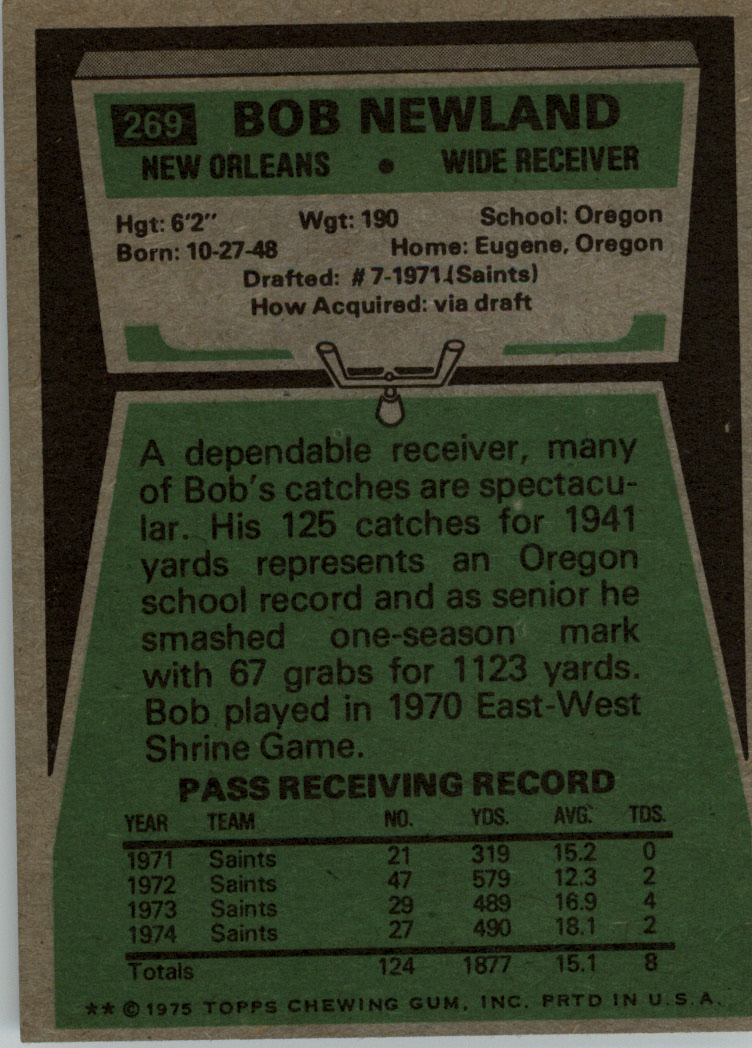 269 BOB NEWLAND
NEW ORLEANS • WIDE RECEIVER
Hgt: 6'2" Wgt: 190 School: Oregon
Born: 10-27-48 Home: Eugene, Oregon
Drafted: #7-1971 (Saints)
How Acquired: via draft
A dependable receiver, many
of Bob's catches are spectacu-
lar. His 125 catches for 1941
yards represents an Oregon
school record and as senior he
smashed one-season mark
with 67 grabs for 1123 yards.
Bob played in 1970 East-West
Shrine Game.
PASS RECEIVING RECORD
YEAR TEAM NO. YDS. AVG. TDS.
1971 Saints 21 319 15.2 0
1972 Saints 47 579 12.3 2
1973 Saints 29 489 16.9 4
1974 Saints 27 490 18.1 2
Totals 124 1877 15.1 8
** © 1975 TOPPS CHEWING GUM, INC. PRTD IN U.S.A.